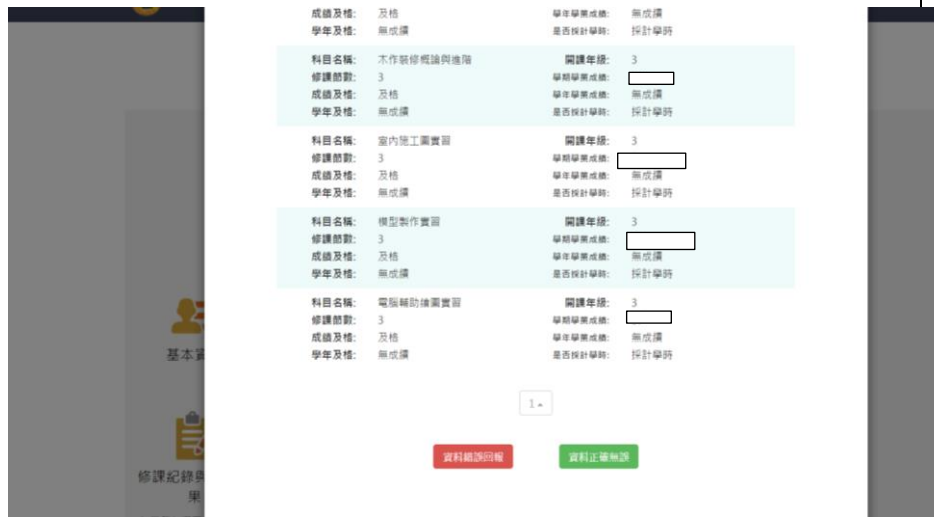 成績及格: 及格 學年學業成績: 無成績
學年及格: 無成績 是否採計學時: 採計學時
科目名稱: 木作裝修概論與進階 開課年級: 3
修課節數: 3 學期學業成績:
成績及格: 及格 學年學業成績: 無成績
學年及格: 無成績 是否採計學時: 採計學時
科目名稱: 室內施工圖實習 開課年級: 3
修課節數: 3 學期學業成績:
成績及格: 及格 學年學業成績: 無成績
學年及格: 無成績 是否採計學時: 採計學時
科目名稱: 模型製作實習 開課年級: 3
修課節數: 3 學期學業成績:
成績及格: 及格 學年學業成績: 無成績
學年及格: 無成績 是否採計學時: 採計學時
科目名稱: 電腦輔助繪圖實習 開課年級: 3
修課節數: 3 學期學業成績:
成績及格: 及格 學年學業成績: 無成績
學年及格: 無成績 是否採計學時: 採計學時
基本資
1
資料錯誤回報 資料正確無誤
修課紀錄與
果